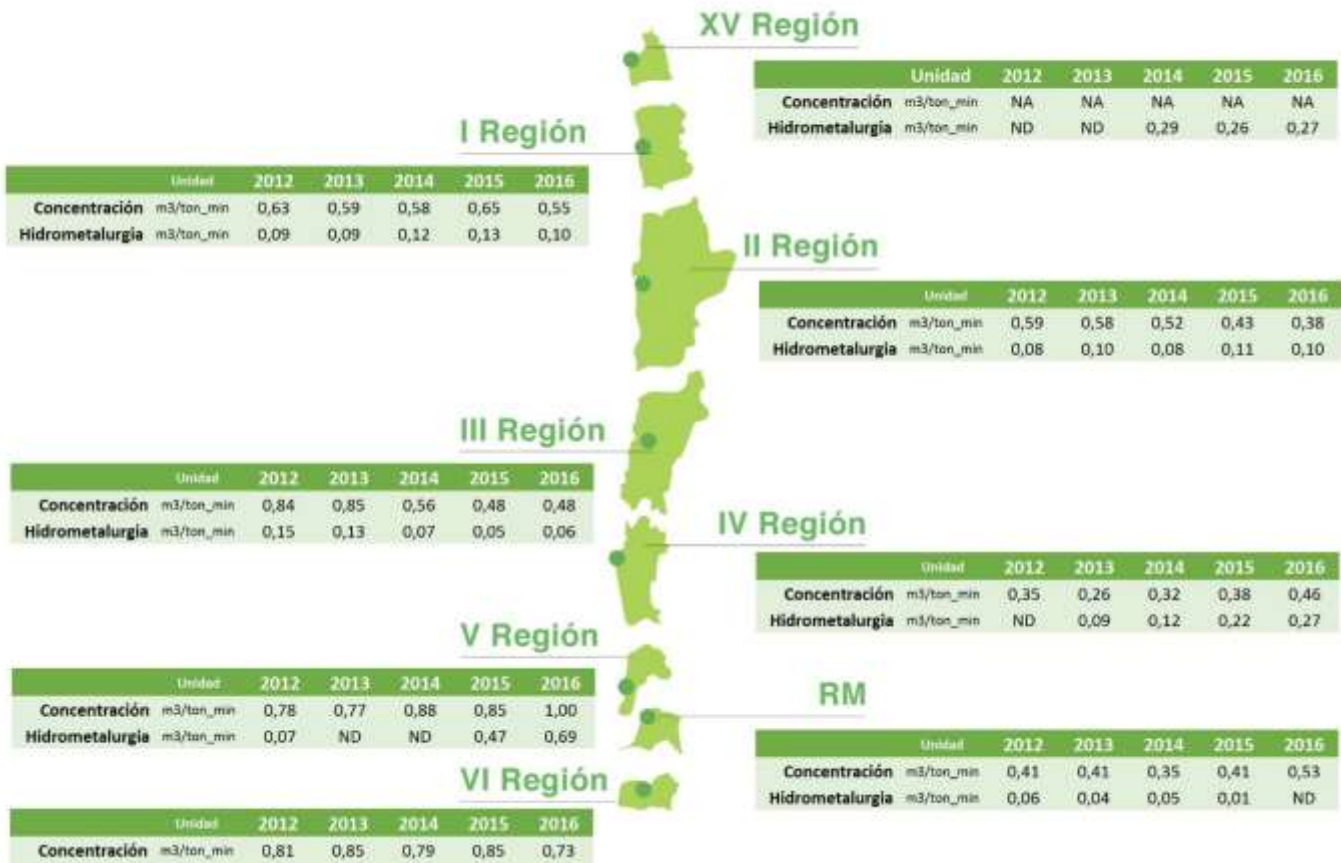 XV Región
Unidad 2012 2013 2014 2015 2016
Concentración m3/ton_min NA NA NA NA NA
Hidrometalurgia m3/ton_min ND ND 0,29 0,26 0,27
I Región
Unidad 2012 2013 2014 2015 2016
Concentración m3/ton_min 0,63 0,59 0,58 0,65 0,55
Hidrometalurgia m3/ton_min 0,09 0,09 0,12 0,13 0,10
II Región
Unidad 2012 2013 2014 2015 2016
Concentración m3/ton_min 0,59 0,58 0,52 0,43 0,38
Hidrometalurgia m3/ton_min 0,08 0,10 0,08 0,11 0,10
III Región
Unidad 2012 2013 2014 2015 2016
Concentración m3/ton_min 0,84 0,85 0,56 0,48 0,48
Hidrometalurgia m3/ton_min 0,15 0,13 0,07 0,05 0,06
IV Región
Unidad 2012 2013 2014 2015 2016
Concentración m3/ton_min 0,35 0,26 0,32 0,38 0,46
Hidrometalurgia m3/ton_min ND 0,09 0,12 0,22 0,27
V Región
Unidad 2012 2013 2014 2015 2016
Concentración m3/ton_min 0,78 0,77 0,88 0,85 1,00
Hidrometalurgia m3/ton_min 0,07 ND ND 0,47 0,69
RM
Unidad 2012 2013 2014 2015 2016
Concentración m3/ton_min 0,41 0,41 0,35 0,41 0,53
Hidrometalurgia m3/ton_min 0,06 0,04 0,05 0,01 ND
VI Región
Unidad 2012 2013 2014 2015 2016
Concentración m3/ton_min 0,81 0,85 0,79 0,85 0,73